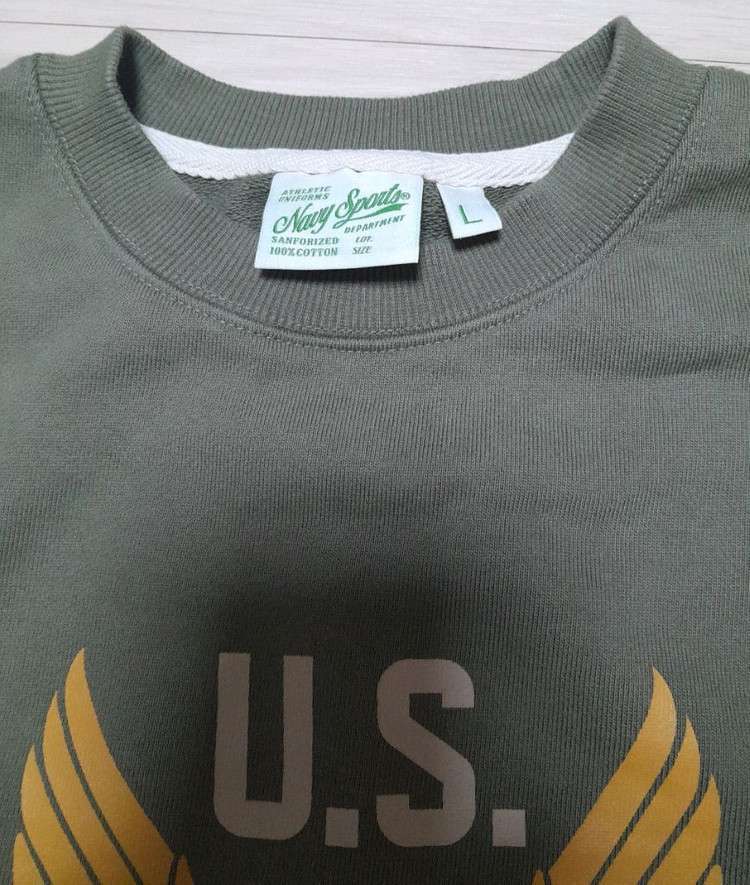 ATHLETIC
UNIFORMS
Navy Sports®
DEPARTMENT
SANFORIZED LOT.
100% COTTON SIZE
L
U.S.